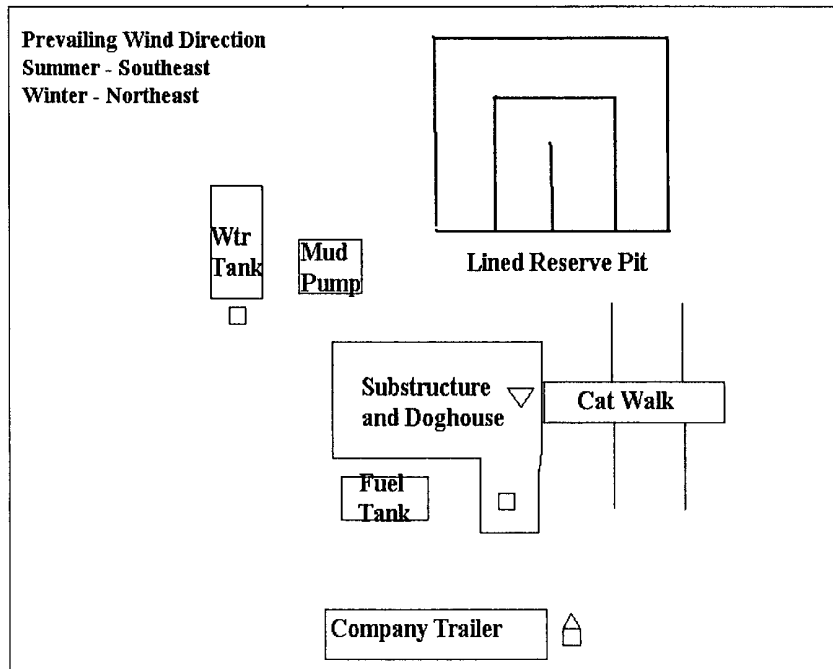 Prevailing Wind Direction
Summer - Southeast
Winter - Northeast
Wtr
Tank
Mud
Pump
Lined Reserve Pit
Substructure
and Doghouse
Cat Walk
Fuel
Tank
Company Trailer